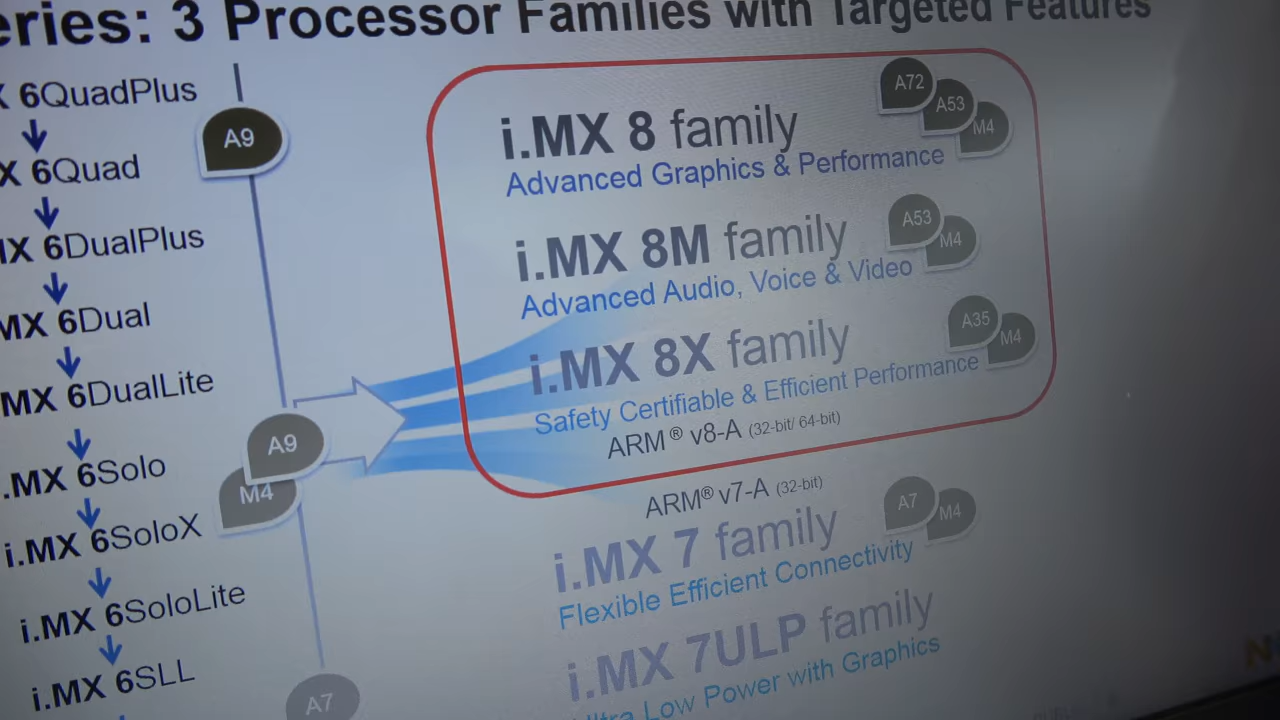 eries: 3 Processor Families with Targeted Features
X 6QuadPlus
A9
X 6Quad
IX 6DualPlus
MX 6Dual
MX 6DualLite
A9
M4
.MX 6Solo
i.MX 6SoloX
i.MX 6SoloLite
i.MX 6SLL
A7
i.MX 8 family
Advanced Graphics & Performance
A72
A53
M4
i.MX 8M family
Advanced Audio, Voice & Video
A53
M4
i.MX 8X family
Safety Certifiable & Efficient Performance
A35
M4
ARM® v8-A (32-bit/ 64-bit)
ARM® v7-A (32-bit)
i.MX 7 family
Flexible Efficient Connectivity
A7
M4
i.MX 7ULP family
Ultra Low Power with Graphics
N